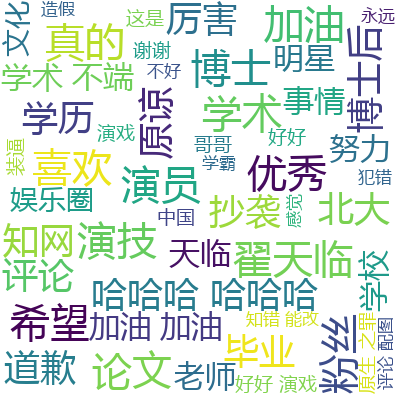 文化
造假
这是
厉害
加油
永远
真的
谢谢
不好
博士
明星
博士后
学术 不端
原谅
学术
事情
学历
演戏
哥哥
好好
努力
装逼
喜欢
学霸
优秀
犯错
娱乐圈
演员
中国
抄袭
感觉
北大
知网
演技
天临
翟天临
学校
评论
哈哈哈 哈哈哈
希望
加油 加油
知错 能改
粉丝
原生 之罪
评论 配图
道歉
论文
老师
毕业
好好 演戏